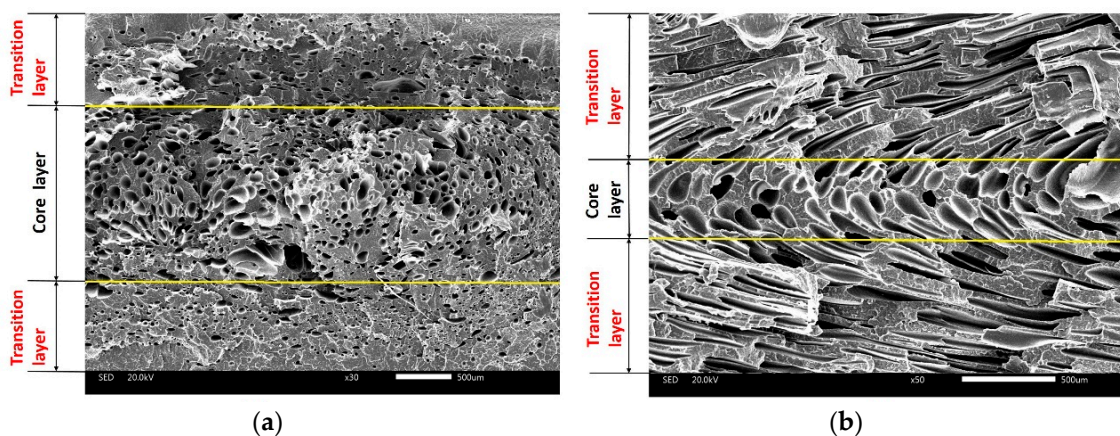 Transition
layer
Core layer
Transition
layer
SED 20.0kV x30 500um
(a)
Transition
layer
Core
layer
Transition
layer
SED 20.0kV x50 500um
(b)